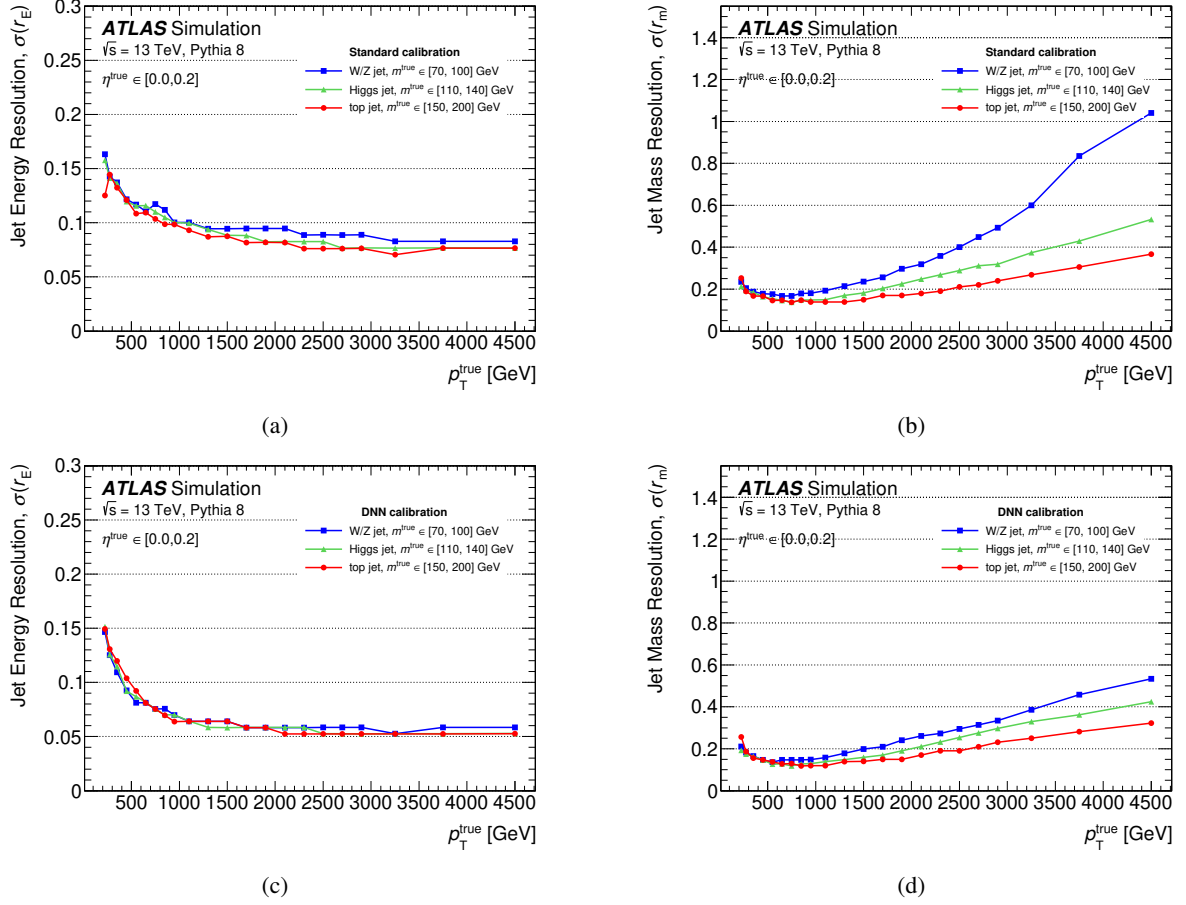 ATLAS Simulation
√s = 13 TeV, Pythia 8
η^true ∈ [0.0,0.2]
Standard calibration
W/Z jet, m^true ∈ [70, 100] GeV
Higgs jet, m^true ∈ [110, 140] GeV
top jet, m^true ∈ [150, 200] GeV
Jet Energy Resolution, σ(r_E)
0.3
0.25
0.2
0.15
0.1
0.05
0
500 1000 1500 2000 2500 3000 3500 4000 4500
p_T^true [GeV]
(a)
ATLAS Simulation
√s = 13 TeV, Pythia 8
η^true ∈ [0.0,0.2]
Standard calibration
W/Z jet, m^true ∈ [70, 100] GeV
Higgs jet, m^true ∈ [110, 140] GeV
top jet, m^true ∈ [150, 200] GeV
Jet Mass Resolution, σ(r_m)
1.4
1.2
1
0.8
0.6
0.4
0.2
0
500 1000 1500 2000 2500 3000 3500 4000 4500
p_T^true [GeV]
(b)
ATLAS Simulation
√s = 13 TeV, Pythia 8
η^true ∈ [0.0,0.2]
DNN calibration
W/Z jet, m^true ∈ [70, 100] GeV
Higgs jet, m^true ∈ [110, 140] GeV
top jet, m^true ∈ [150, 200] GeV
Jet Energy Resolution, σ(r_E)
0.3
0.25
0.2
0.15
0.1
0.05
0
500 1000 1500 2000 2500 3000 3500 4000 4500
p_T^true [GeV]
(c)
ATLAS Simulation
√s = 13 TeV, Pythia 8
η^true ∈ [0.0,0.2]
DNN calibration
W/Z jet, m^true ∈ [70, 100] GeV
Higgs jet, m^true ∈ [110, 140] GeV
top jet, m^true ∈ [150, 200] GeV
Jet Mass Resolution, σ(r_m)
1.4
1.2
1
0.8
0.6
0.4
0.2
0
500 1000 1500 2000 2500 3000 3500 4000 4500
p_T^true [GeV]
(d)